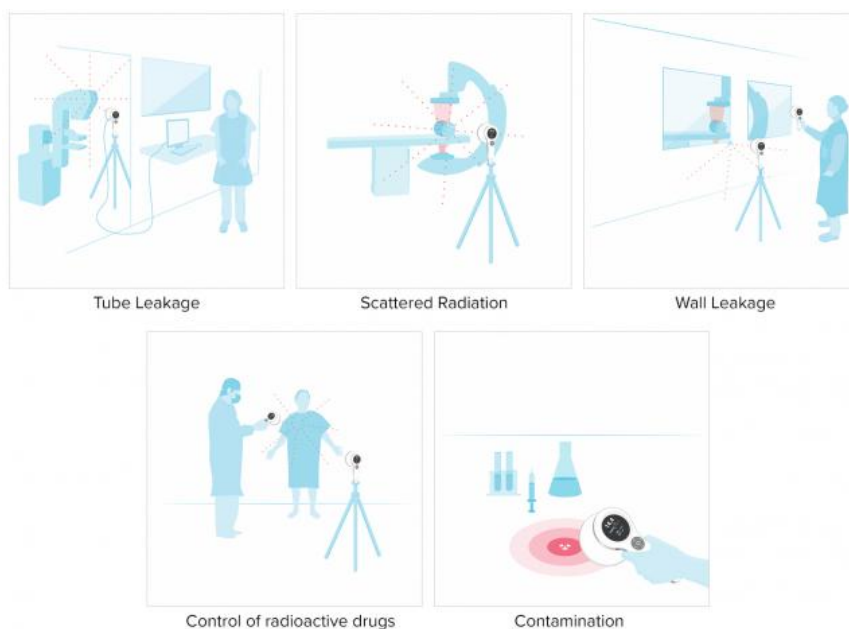 Tube Leakage
Scattered Radiation
Wall Leakage
Control of radioactive drugs
Contamination